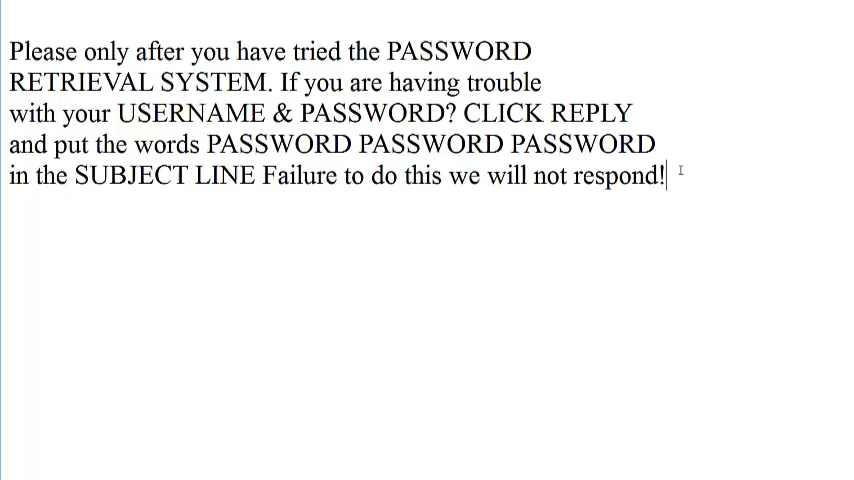 Please only after you have tried the PASSWORD
RETRIEVAL SYSTEM. If you are having trouble
with your USERNAME & PASSWORD? CLICK REPLY
and put the words PASSWORD PASSWORD PASSWORD
in the SUBJECT LINE Failure to do this we will not respond!